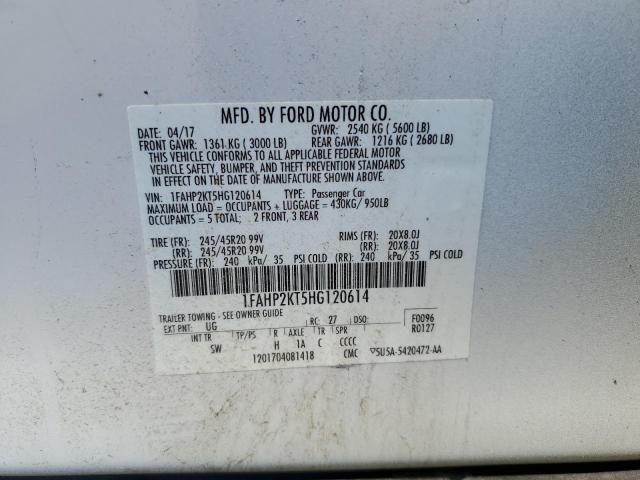 MFD. BY FORD MOTOR CO.
DATE: 04/17 GVWR: 2540 KG ( 5600 LB)
FRONT GAWR: 1361 KG ( 3000 LB) REAR GAWR: 1216 KG ( 2680 LB)
THIS VEHICLE CONFORMS TO ALL APPLICABLE FEDERAL MOTOR
VEHICLE SAFETY, BUMPER, AND THEFT PREVENTION STANDARDS
IN EFFECT ON THE DATE OF MANUFACTURE SHOWN ABOVE.
VIN: 1FAHP2KT5HG120614 TYPE: Passenger Car
MAXIMUM LOAD = OCCUPANTS + LUGGAGE = 430KG/ 950LB
OCCUPANTS = 5 TOTAL; 2 FRONT, 3 REAR
TIRE (FR): 245/45R20 99V RIMS (FR): 20X8.0J
(RR): 245/45R20 99V (RR): 20X8.0J
PRESSURE (FR): 240 kPa/ 35 PSI COLD (RR): 240 kPa/ 35 PSI COLD
1FAHP2KT5HG120614
TRAILER TOWING - SEE OWNER GUIDE F0096
EXT PNT: UG RC: 27 DSO: R0127
INT TR TP/PS R AXLE TR SPR
SW H 1A C CCCC
1201704081418 CMC 5U5A-5420472-AA